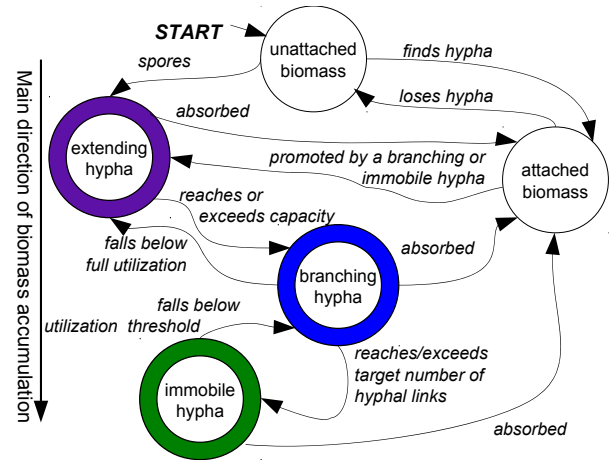 START
unattached
biomass
finds hypha
spores
loses hypha
absorbed
extending
hypha
promoted by a branching or
immobile hypha
attached
biomass
reaches or
exceeds capacity
falls below
full utilization
absorbed
branching
hypha
falls below
utilization threshold
reaches/exceeds
target number of
hyphal links
immobile
hypha
absorbed
Main direction of biomass accumulation